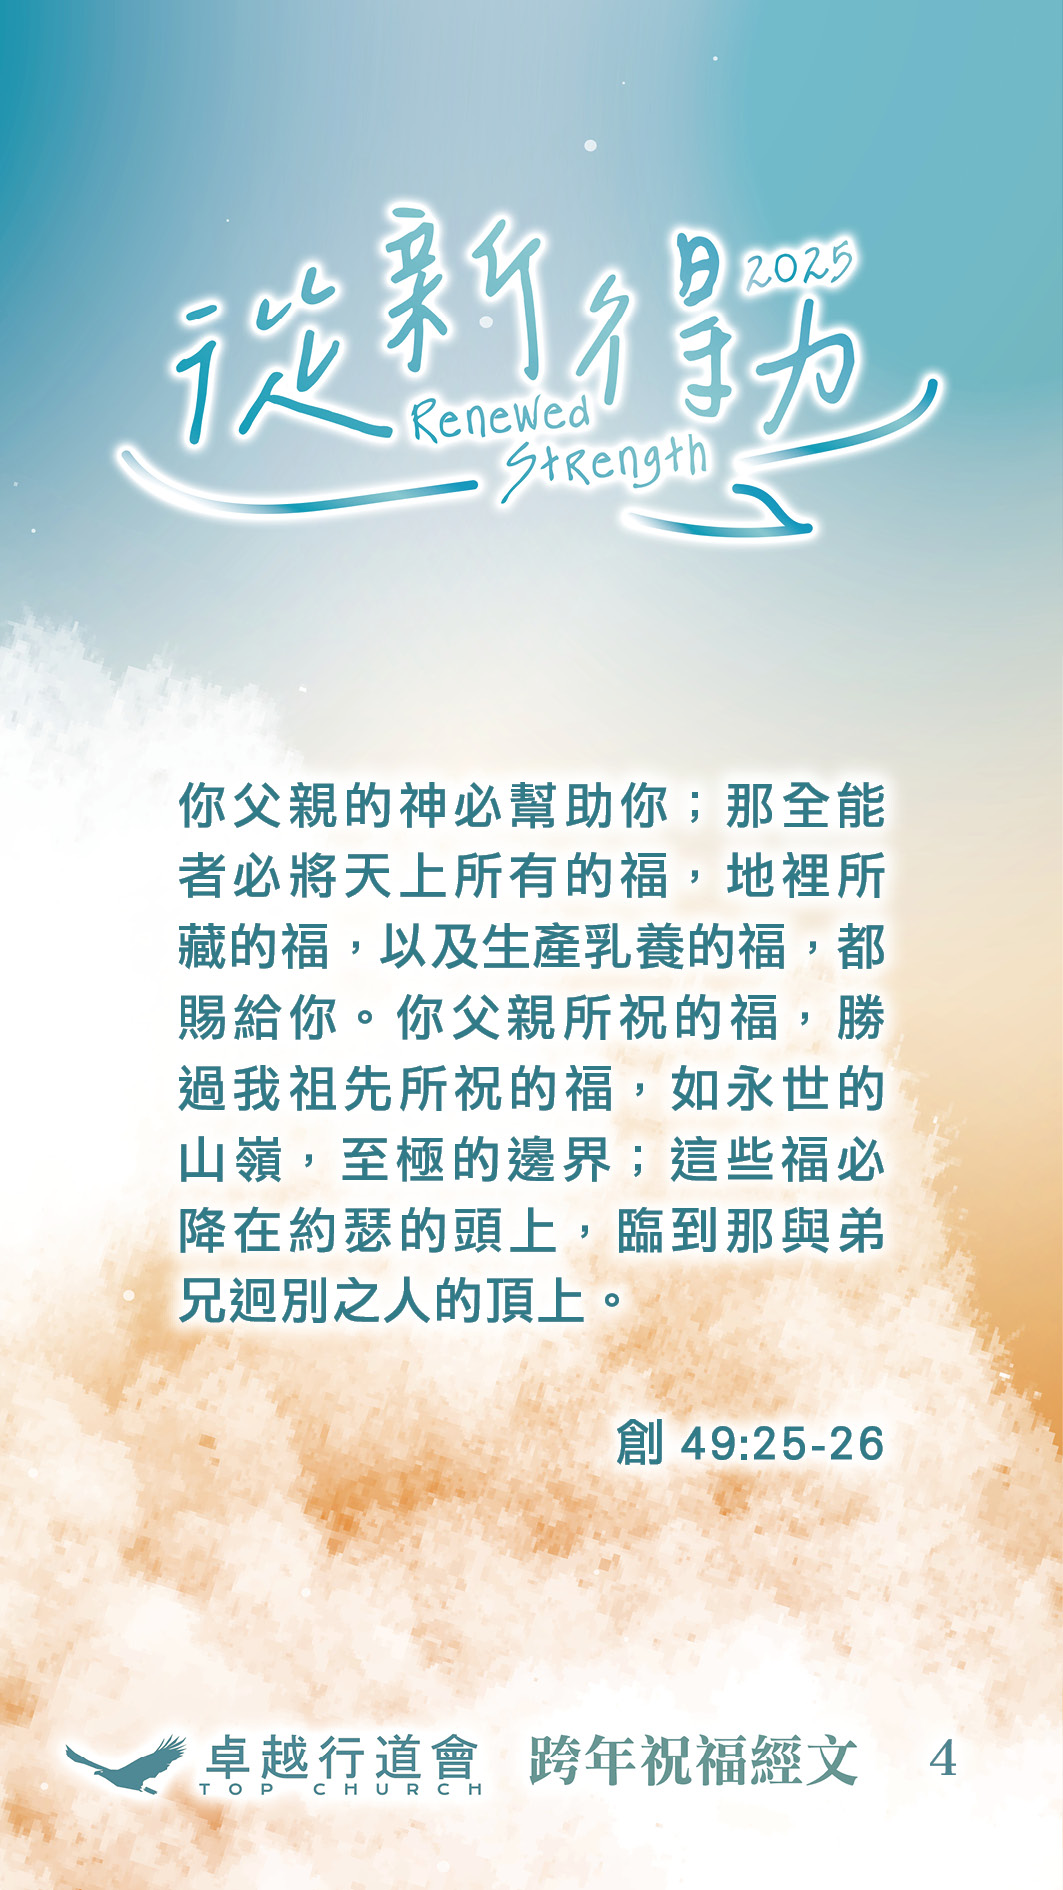 從新得力 2025
Renewed
Strength
你父親的神必幫助你；那全能
者必將天上所有的福，地裡所
藏的福，以及生產乳養的福，都
賜給你。你父親所祝的福，勝
過我祖先所祝的福，如永世的
山嶺，至極的邊界；這些福必
降在約瑟的頭上，臨到那與弟
兄迥別之人的頂上。
創 49:25-26
卓越行道會 跨年祝福經文 4
TOP CHURCH